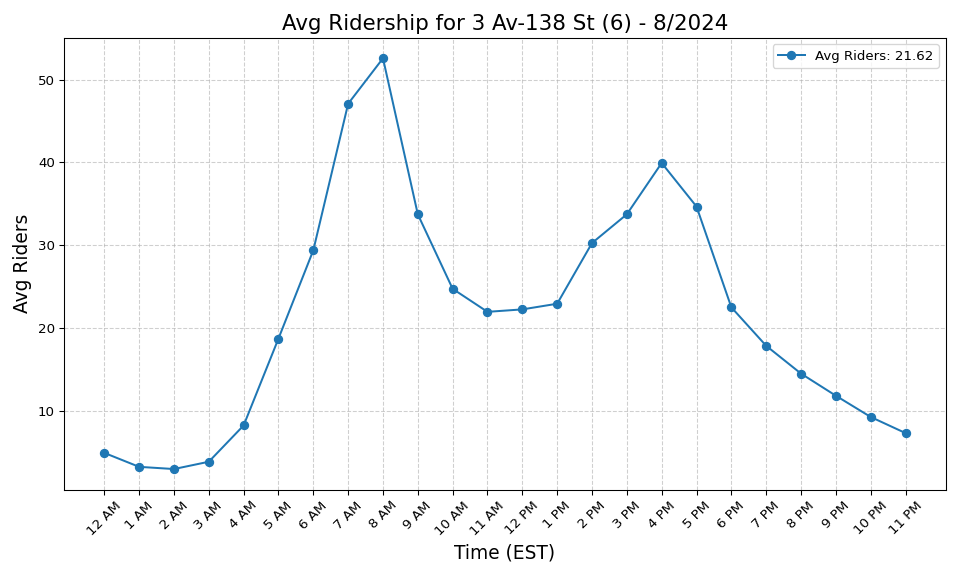 Avg Ridership for 3 Av-138 St (6) - 8/2024
Avg Riders: 21.62
Avg Riders
50
40
30
20
10
12 AM
1 AM
2 AM
3 AM
4 AM
5 AM
6 AM
7 AM
8 AM
9 AM
10 AM
11 AM
12 PM
1 PM
2 PM
3 PM
4 PM
5 PM
6 PM
7 PM
8 PM
9 PM
10 PM
11 PM
Time (EST)